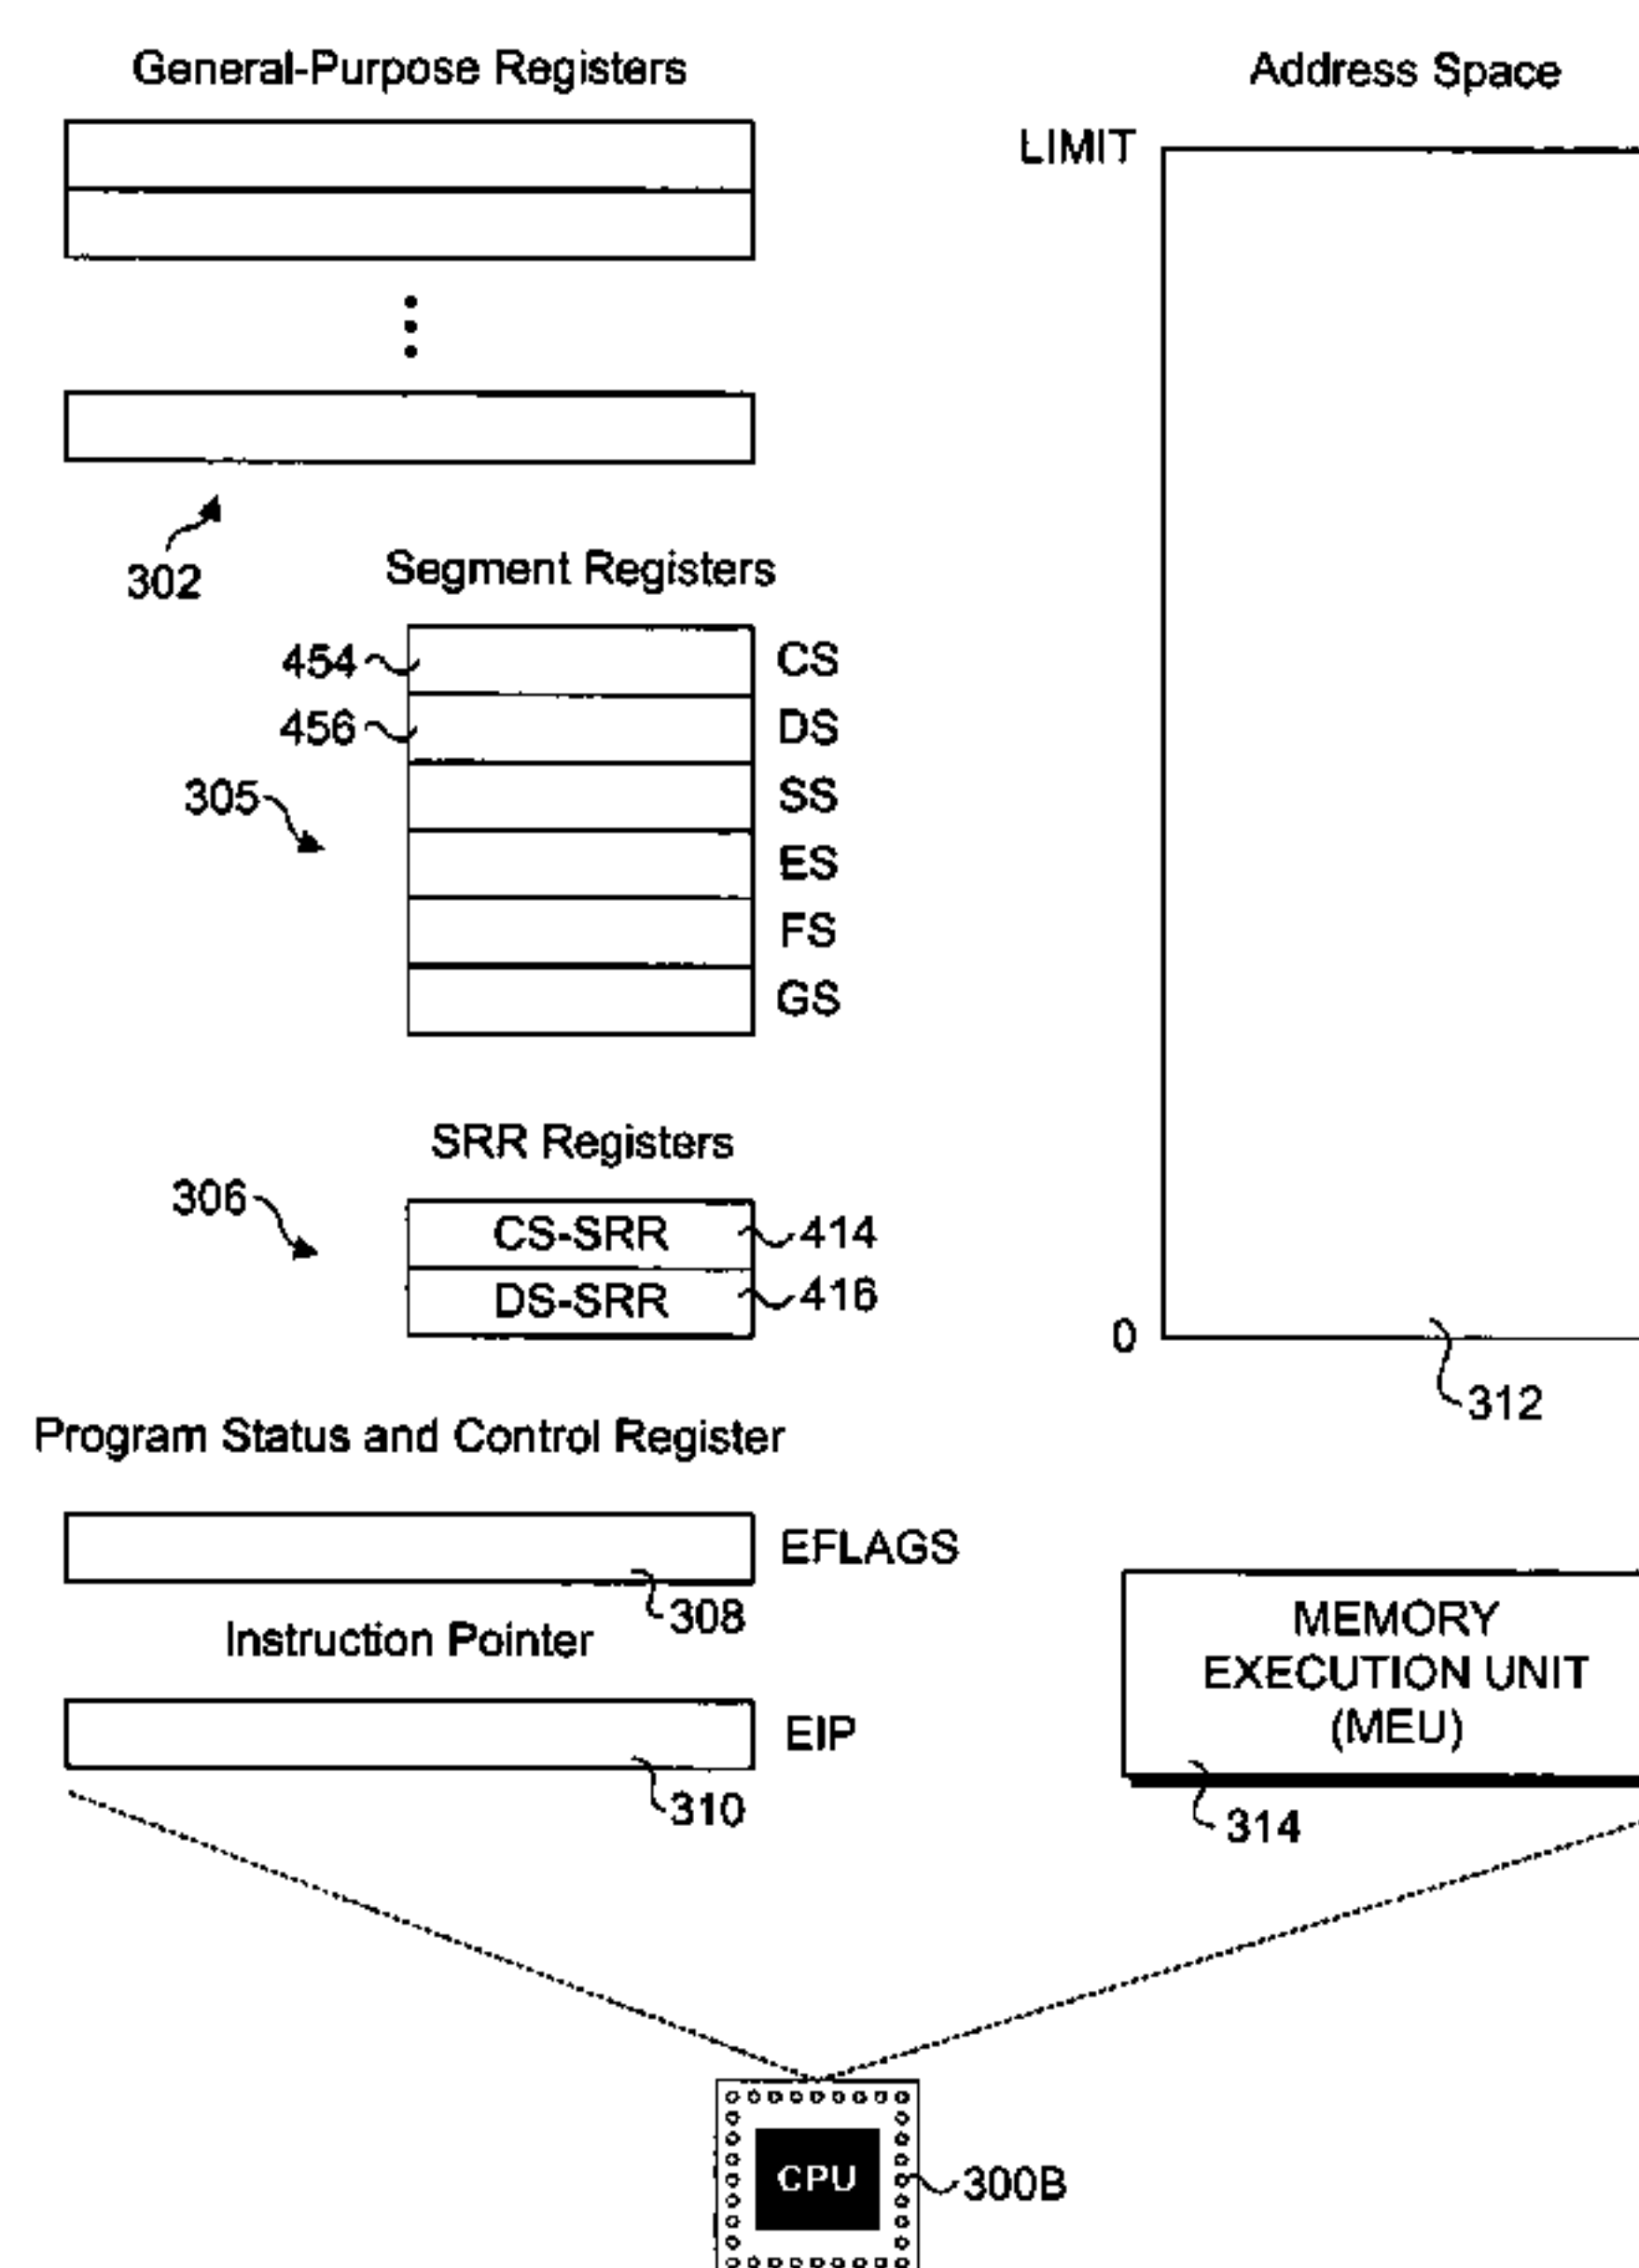 General-Purpose Registers
302
Segment Registers
454 CS
456 DS
SS
305
ES
FS
GS
SRR Registers
306
CS-SRR 414
DS-SRR 416
Program Status and Control Register
EFLAGS
308
Instruction Pointer
EIP
310
Address Space
LIMIT
0
312
MEMORY
EXECUTION UNIT
(MEU)
314
CPU
300B